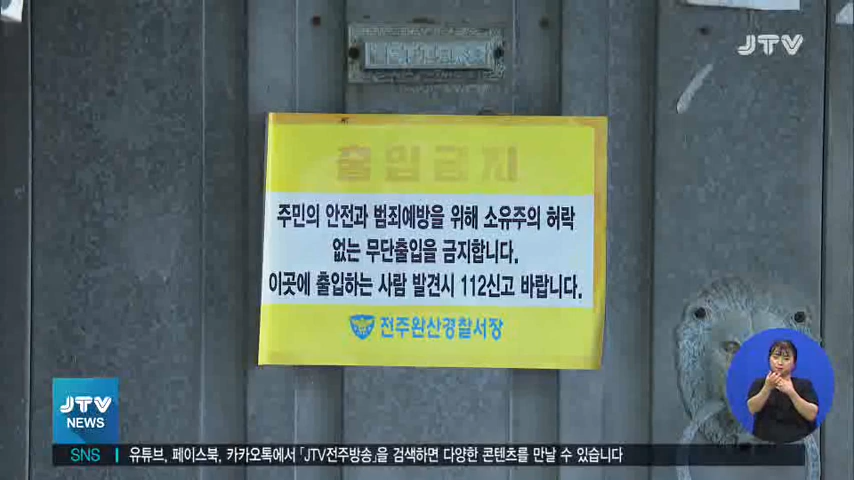 JTV
출입금지
주민의 안전과 범죄예방을 위해 소유주의 허락
없는 무단출입을 금지합니다.
이곳에 출입하는 사람 발견시 112신고 바랍니다.
전주완산경찰서장
JTV
NEWS
SNS 유튜브, 페이스북, 카카오톡에서 「JTV전주방송」을 검색하면 다양한 콘텐츠를 만날 수 있습니다